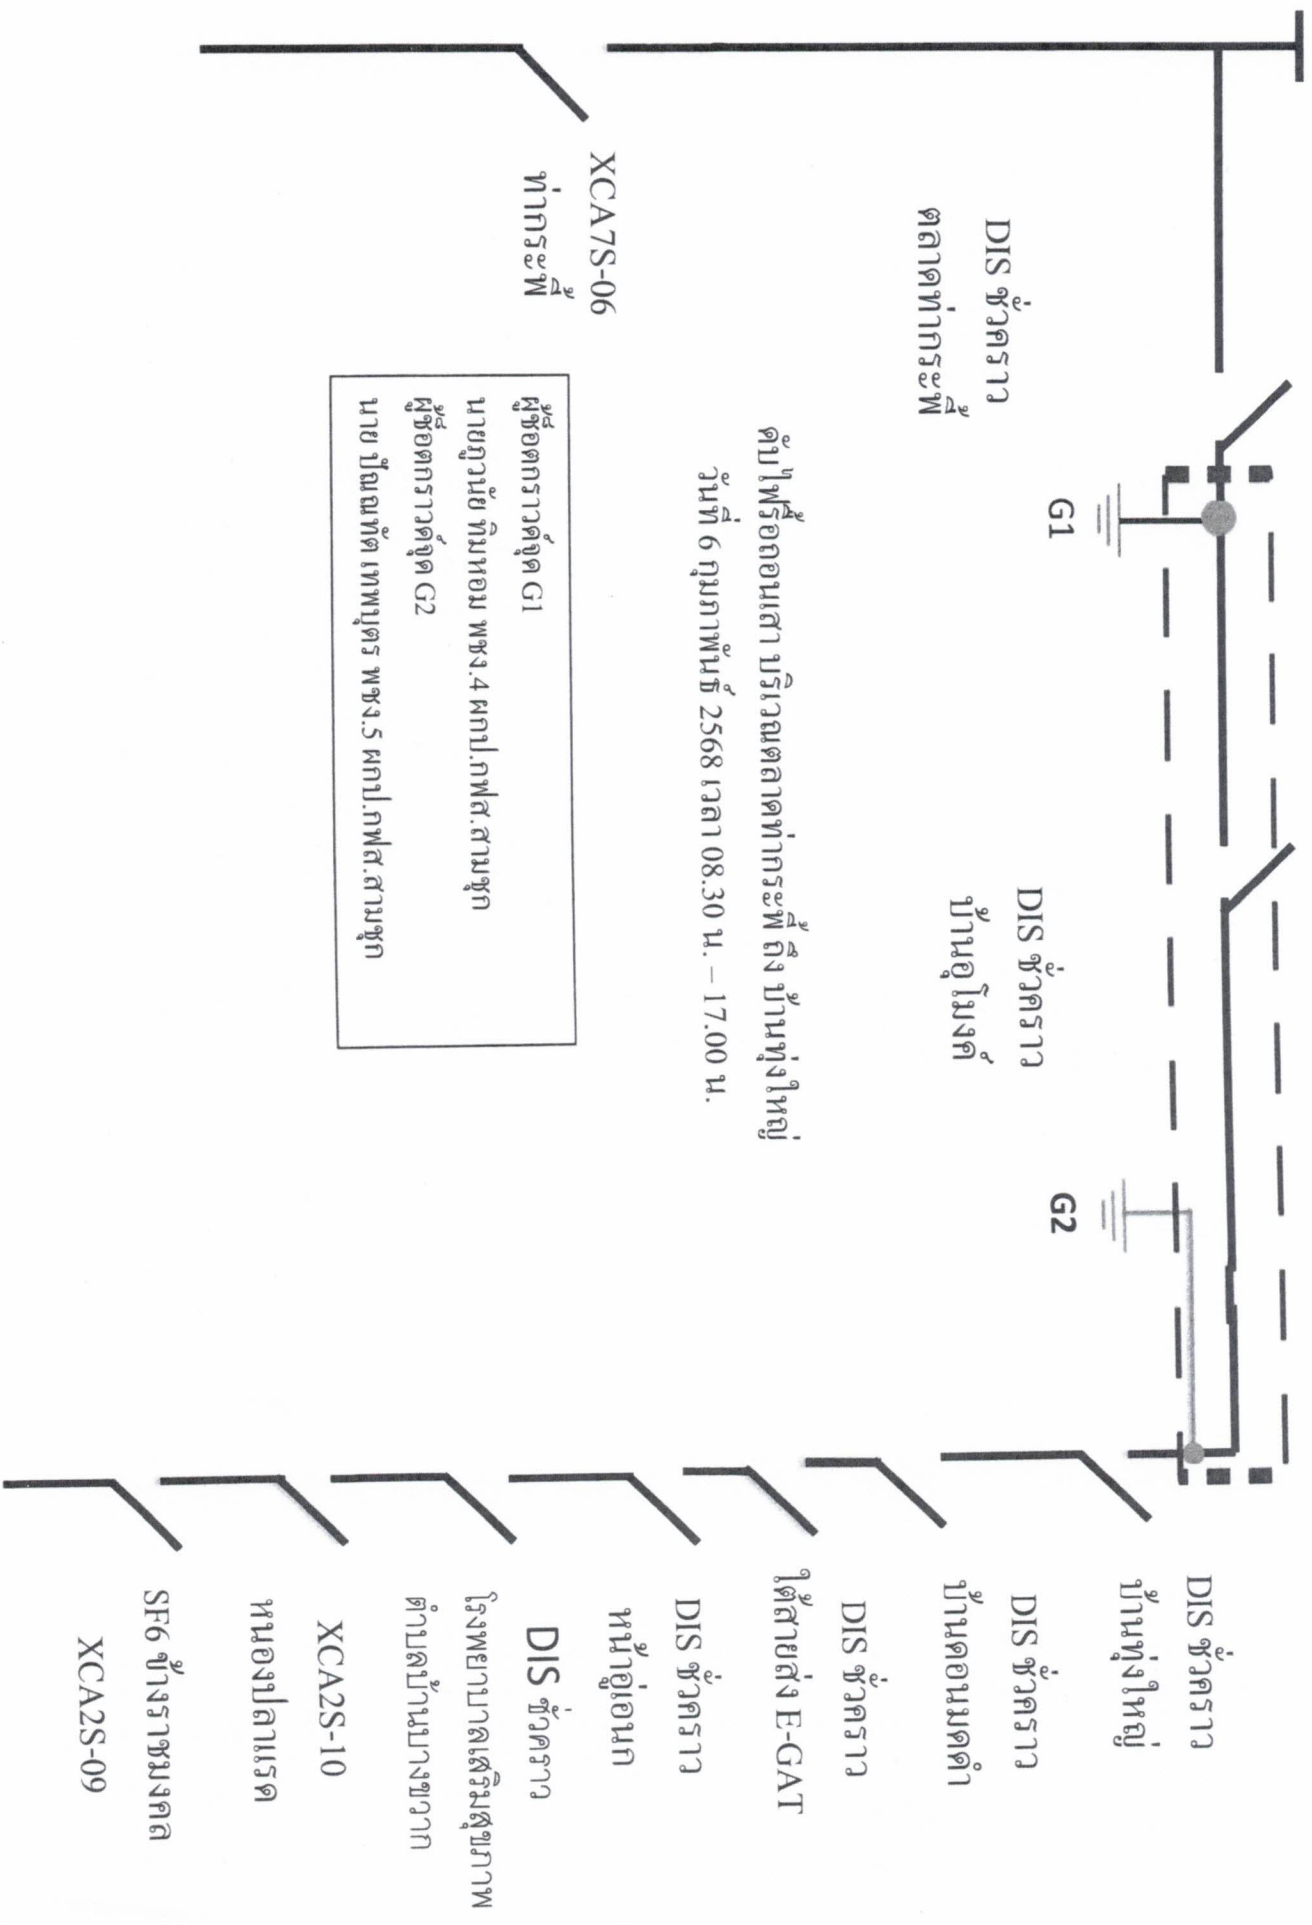 XCA7S-06
ท่ากระพี้
DIS ชั่วคราว
ตลาดท่ากระพี้
G1
DIS ชั่วคราว
บ้านอุโมงค์
G2
ดับไฟรื้อถอนเสา บริเวณตลาดท่ากระพี้ ถึง บ้านทุ่งใหญ่
วันที่ 6 กุมภาพันธ์ 2568 เวลา 08.30 น. – 17.00 น.
ผู้ช็อตกราวด์จุด G1
นายภูวนัย ทิมหอม พชง.4 ผกป.กฟส.สามชุก
ผู้ช็อตกราวด์จุด G2
นาย ปัณณทัต เทพบุตร พชง.5 ผกป.กฟส.สามชุก
DIS ชั่วคราว
บ้านทุ่งใหญ่
DIS ชั่วคราว
บ้านดอนมดดำ
DIS ชั่วคราว
ใต้สายส่ง E-GAT
DIS ชั่วคราว
หน้าอู่เอนก
DIS ชั่วคราว
โรงพยาบาลเสริมสุขภาพ
ตำบลบ้านบางขวาก
XCA2S-10
หนองปลาแรด
SF6 ข้างราชมงคล
XCA2S-09